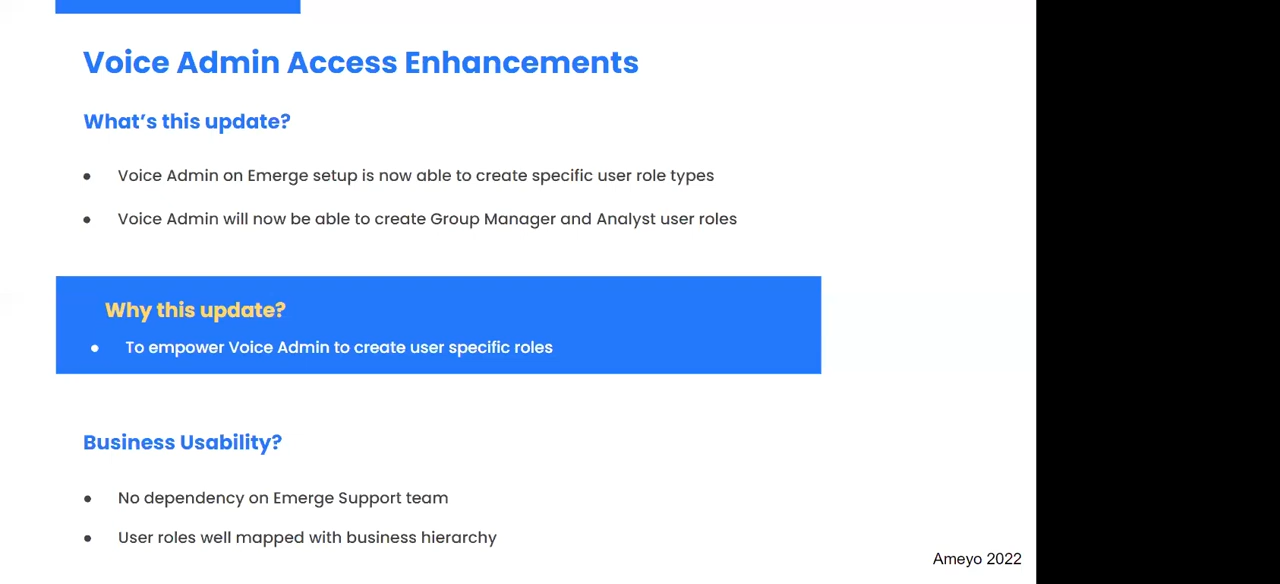 Voice Admin Access Enhancements
What’s this update?
● Voice Admin on Emerge setup is now able to create specific user role types
● Voice Admin will now be able to create Group Manager and Analyst user roles
Why this update?
● To empower Voice Admin to create user specific roles
Business Usability?
● No dependency on Emerge Support team
● User roles well mapped with business hierarchy
Ameyo 2022